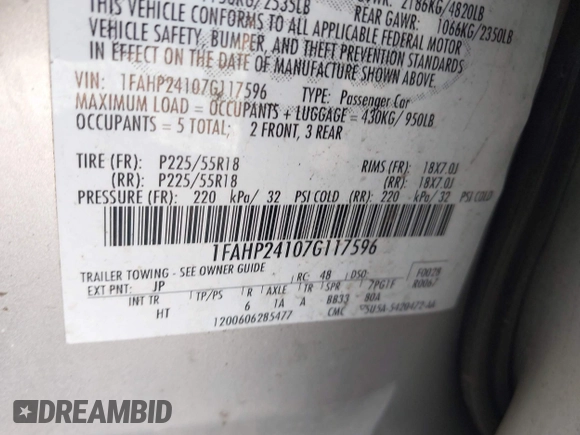 2535LB 2186KG/4820LB
REAR GAWR: 1066KG/2350LB
THIS VEHICLE CONFORMS TO ALL APPLICABLE FEDERAL MOTOR
VEHICLE SAFETY, BUMPER, AND THEFT PREVENTION STANDARDS
IN EFFECT ON THE DATE OF MANUFACTURE SHOWN ABOVE
VIN: 1FAHP24107G117596 TYPE: Passenger Car
MAXIMUM LOAD = OCCUPANTS + LUGGAGE = 430KG/950LB
OCCUPANTS = 5 TOTAL; 2 FRONT, 3 REAR
TIRE (FR): P225/55R18 RIMS (FR): 18X7.0J
(RR): P225/55R18 (RR): 18X7.0J
PRESSURE (FR): 220 kPa/ 32 PSI COLD (RR): 220 kPa/ 32 PSI COLD
1FAHP24107G117596
TRAILER TOWING - SEE OWNER GUIDE
RC: 48 DSO: F0028
EXT PNT: JP 7PG1F R0067
INT TR TP/PS R AXLE TR SPR
HT 6 1A A BB33 80A
1200606285477 CMC
DREAMBID